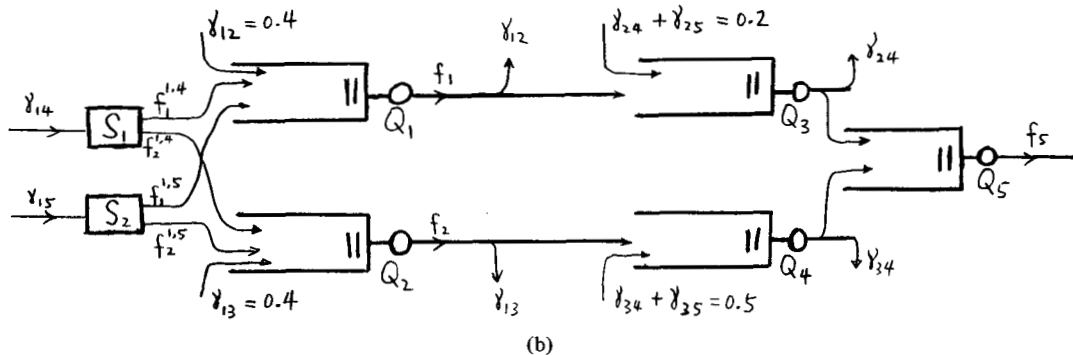 γ₁₂ = 0.4
γ₁₂
γ₂₄ + γ₂₅ = 0.2
γ₂₄
f₁
Q₁
Q₃
γ₁₄
S₁
f₁^{1,4}
f₂^{1,4}
f₅
Q₅
γ₁₅
S₂
f₁^{1,5}
f₂^{1,5}
f₂
Q₂
Q₄
γ₁₃ = 0.4
γ₁₃
γ₃₄ + γ₃₅ = 0.5
γ₃₄
(b)